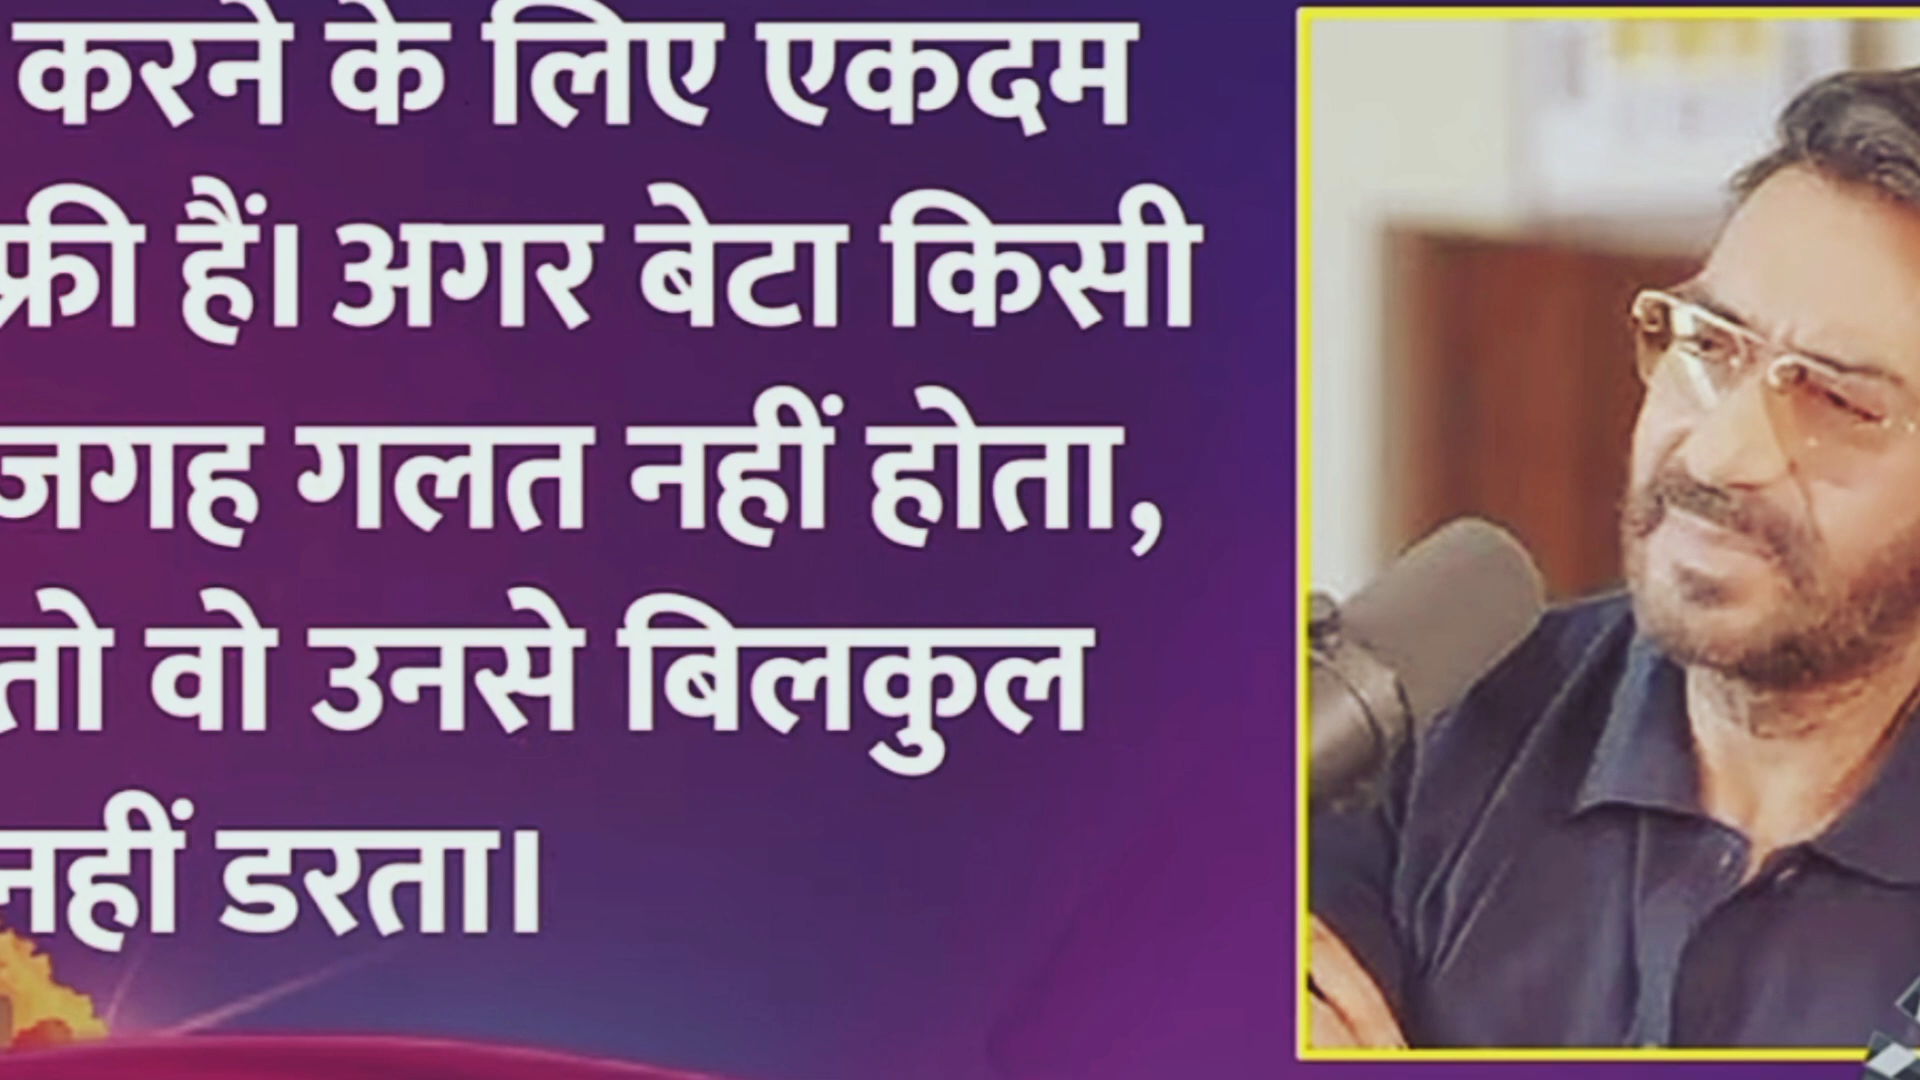 करने के लिए एकदम
फ्री हैं। अगर बेटा किसी
जगह गलत नहीं होता,
तो वो उनसे बिलकुल
नहीं डरता।